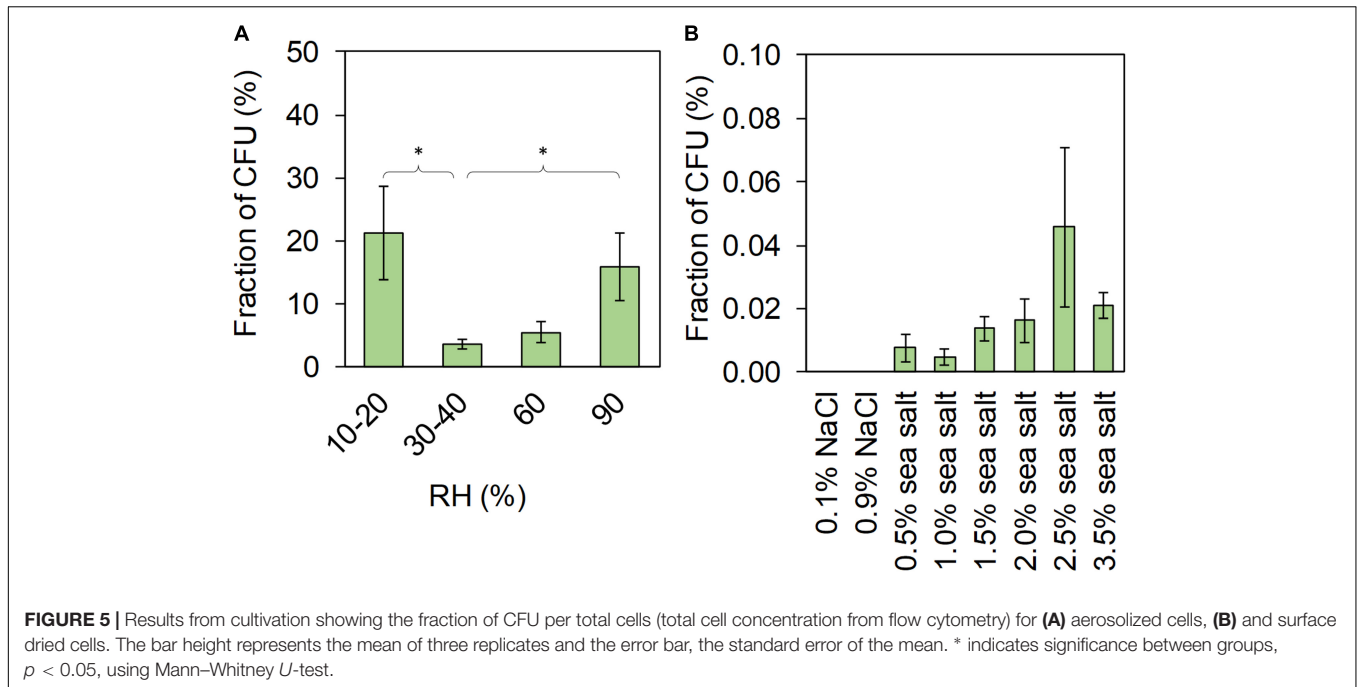 A
Fraction of CFU (%)
50
40
30
20
10
0
*
*
10-20
30-40
60
90
RH (%)
B
Fraction of CFU (%)
0.10
0.08
0.06
0.04
0.02
0.00
0.1% NaCl
0.9% NaCl
0.5% sea salt
1.0% sea salt
1.5% sea salt
2.0% sea salt
2.5% sea salt
3.5% sea salt
FIGURE 5 | Results from cultivation showing the fraction of CFU per total cells (total cell concentration from flow cytometry) for (A) aerosolized cells, (B) and surface
dried cells. The bar height represents the mean of three replicates and the error bar, the standard error of the mean. * indicates significance between groups,
p < 0.05, using Mann–Whitney U-test.